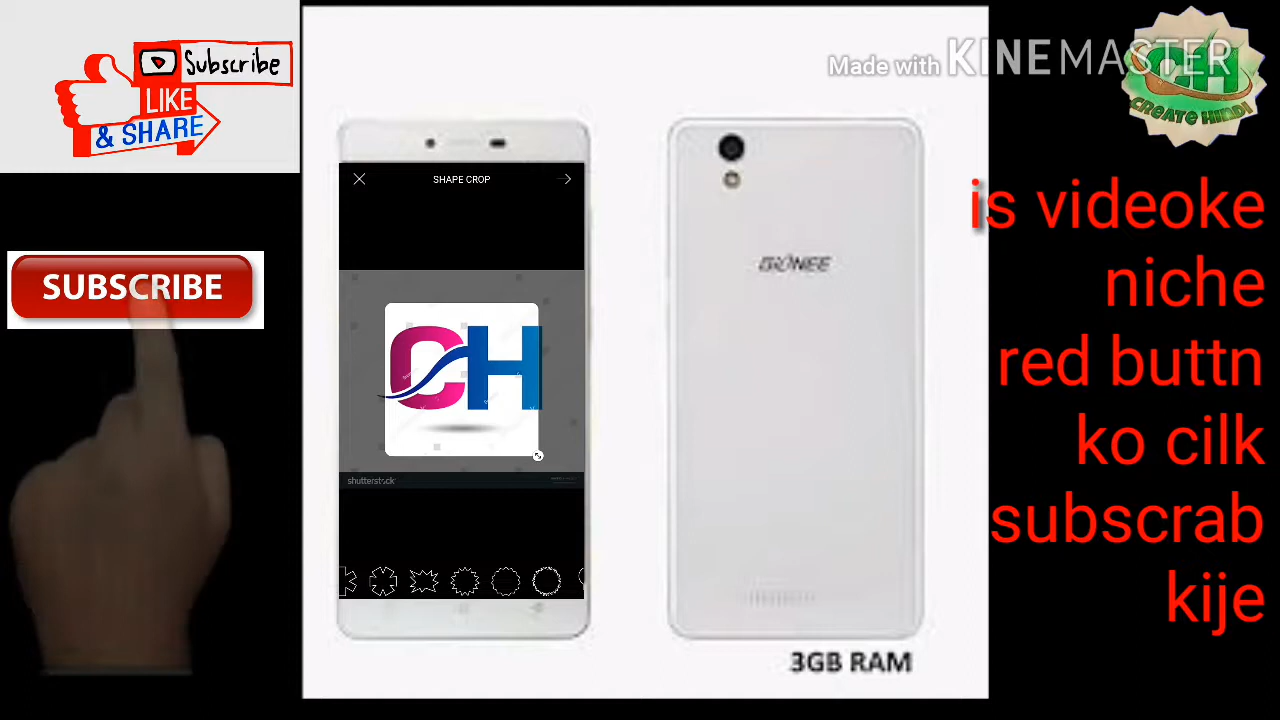 Subscribe
LIKE
& SHARE
SUBSCRIBE
SHAPE CROP
CH
shutterstock
GIONEE
3GB RAM
Made with KINEMASTER
CH
CREATE HINDI
is videoke
niche
red buttn
ko cilk
subscrab
kije